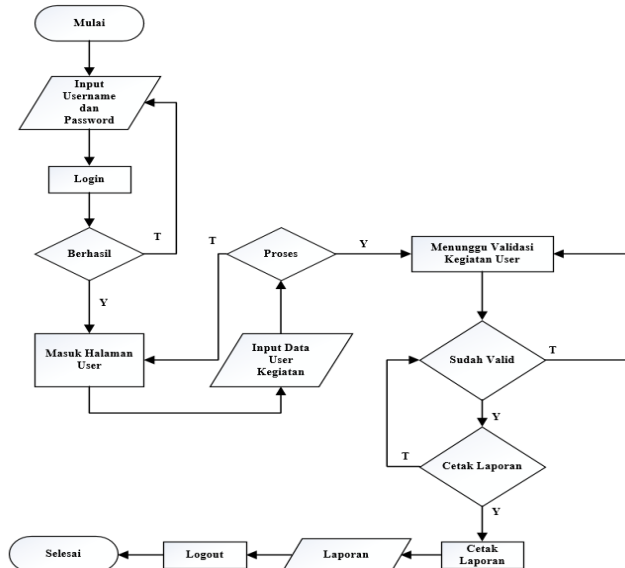 Mulai
Input
Username
dan
Password
Login
Berhasil
T
Y
Masuk Halaman
User
Input Data
User
Kegiatan
Proses
T
Y
Menunggu Validasi
Kegiatan User
Sudah Valid
T
Y
Cetak Laporan
T
Y
Cetak
Laporan
Laporan
Logout
Selesai